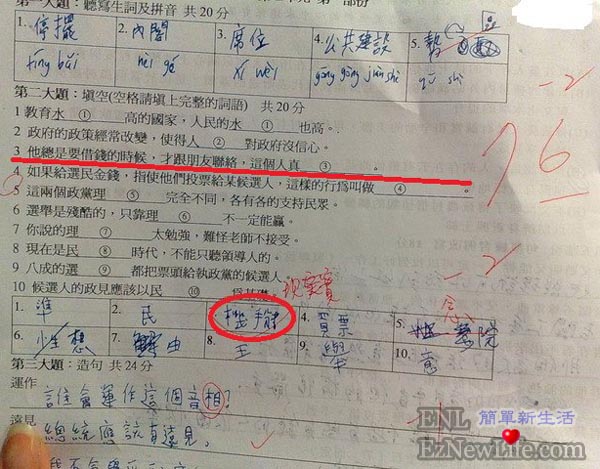 第一大題：聽寫生詞及拼音 共20分
1. 停擺 2. 內閣 3. 席位 4. 公共建設 5.
tíng bǎi nèi gé xí wèi gōng gòng jiàn shè qū shì
-2
76
第二大題：填空(空格請填上完整的詞語) 共20分
1 教育水 ① 高的國家，人民的水 ① 也高。
2 政府的政策經常改變，使得人 ② 對政府沒信心。
3 他總是要借錢的時候，才跟朋友聯絡，這個人真 ③ 。
4 如果給選民金錢，指使他們投票給某候選人，這樣的行為叫做 ④ 。
5 這兩個政黨理 ⑤ 完全不同，各有各的支持民眾。
6 選舉是殘酷的，只靠理 ⑥ 不一定能贏。
7 你說的理 ⑦ 太勉強，難怪老師不接受。
8 現在是民 ⑧ 時代，不能只聽領導人的。
9 八成的選 ⑨ 都把票頭給執政黨的候選人。
10 候選人的政見應該以民 ⑩ 為基礎。
現實
-2
1. 準 2. 民 3. 機掰 4. 買票 5. 念
6. 想 7. 由 8. 主 9. 舉 10. 意
第三大題：造句 共24分
運作
誰會運作這個音相？
遠見
總統應該有遠見。
ENL 簡單新生活
EzNewLife.com